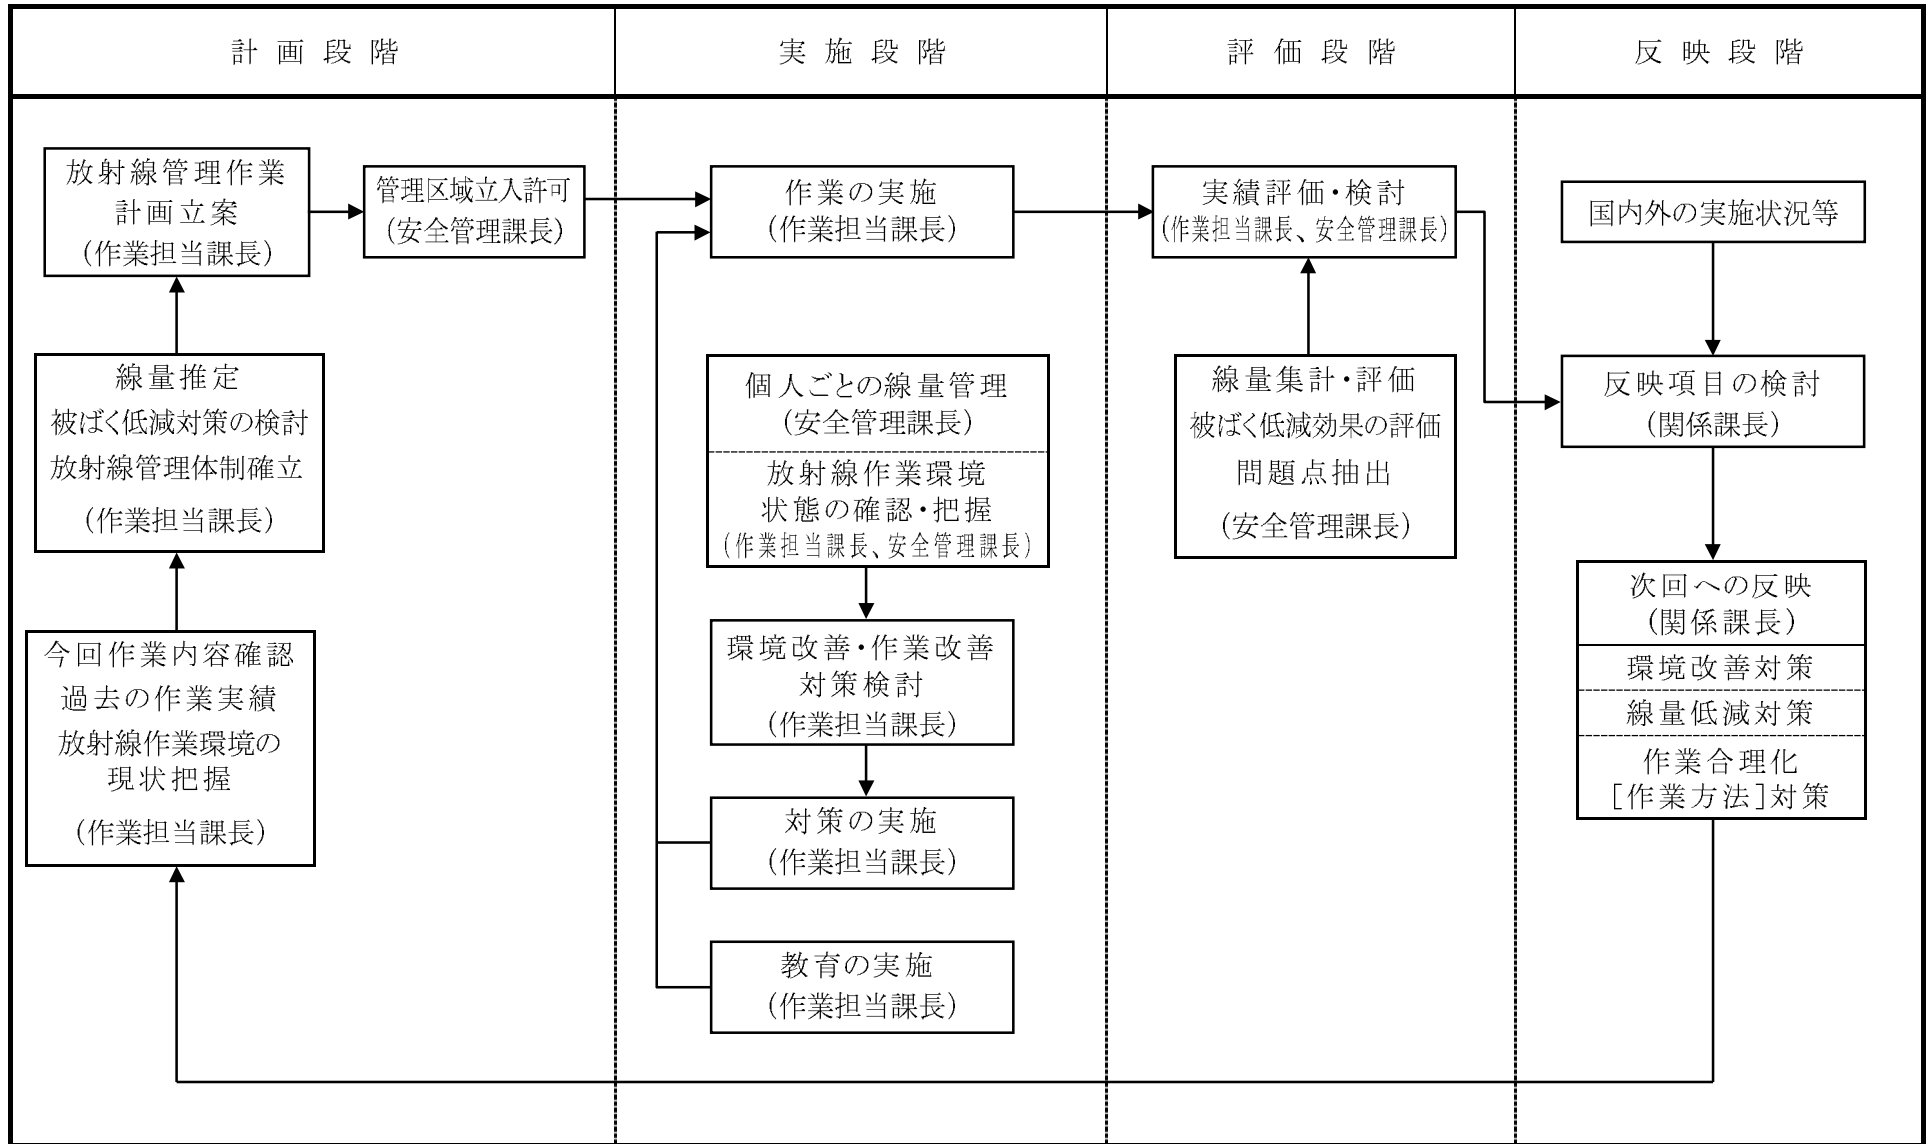 計画段階
実施段階
評価段階
反映段階
放射線管理作業
計画立案
(作業担当課長)
管理区域立入許可
(安全管理課長)
線量推定
被ばく低減対策の検討
放射線管理体制確立
(作業担当課長)
今回作業内容確認
過去の作業実績
放射線作業環境の
現状把握
(作業担当課長)
作業の実施
(作業担当課長)
個人ごとの線量管理
(安全管理課長)
放射線作業環境
状態の確認・把握
(作業担当課長、安全管理課長)
環境改善・作業改善
対策検討
(作業担当課長)
対策の実施
(作業担当課長)
教育の実施
(作業担当課長)
実績評価・検討
(作業担当課長、安全管理課長)
線量集計・評価
被ばく低減効果の評価
問題点抽出
(安全管理課長)
国内外の実施状況等
反映項目の検討
(関係課長)
次回への反映
(関係課長)
環境改善対策
線量低減対策
作業合理化
[作業方法]対策